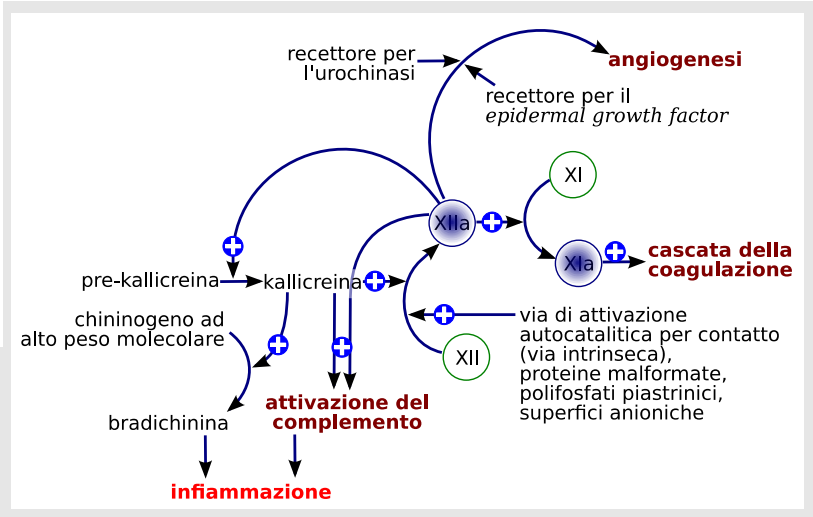 recettore per
l'urochinasi
angiogenesi
recettore per il
epidermal growth factor
XI
XIIa
XIa
cascata della
coagulazione
pre-kallicreina
kallicreina
chininogeno ad
alto peso molecolare
XII
via di attivazione
autocatalitica per contatto
(via intrinseca),
proteine malformate,
polifosfati piastrinici,
superfici anioniche
bradichinina
attivazione del
complemento
infiammazione